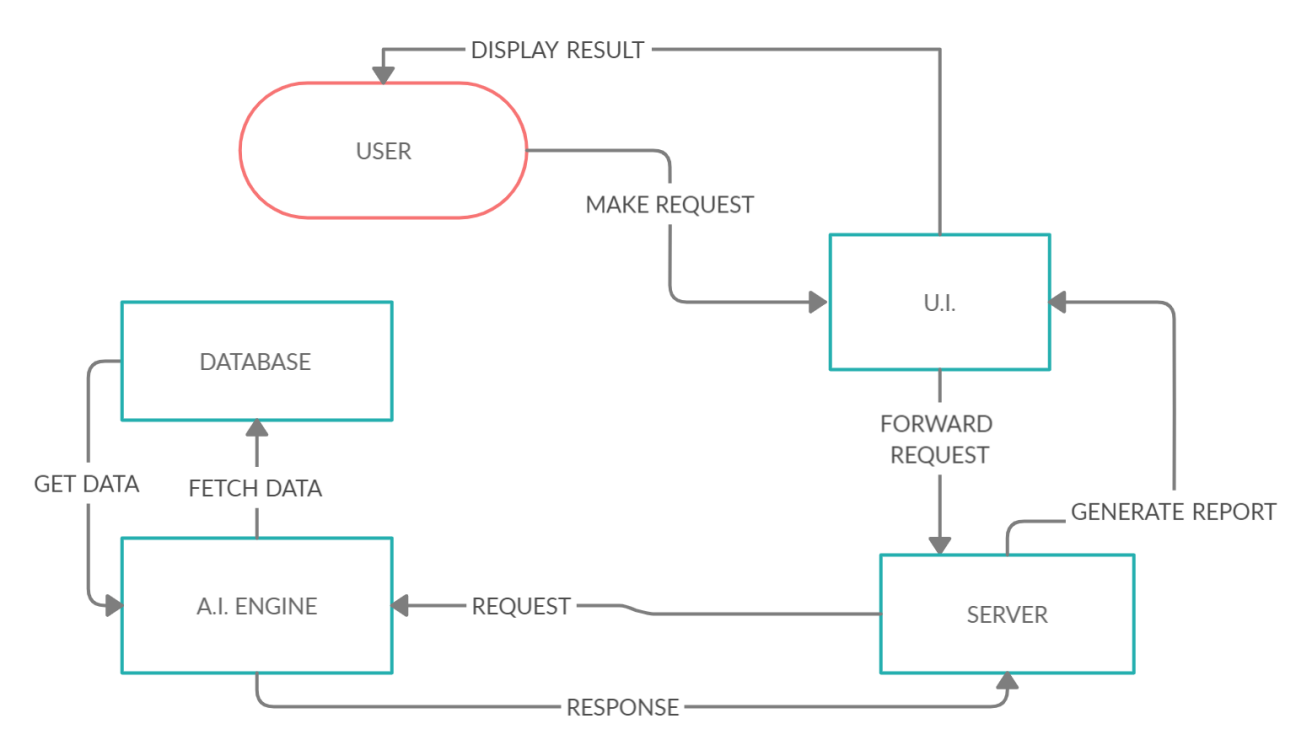 DISPLAY RESULT
USER
MAKE REQUEST
U.I.
DATABASE
FORWARD
REQUEST
GET DATA
FETCH DATA
GENERATE REPORT
A.I. ENGINE
REQUEST
SERVER
RESPONSE